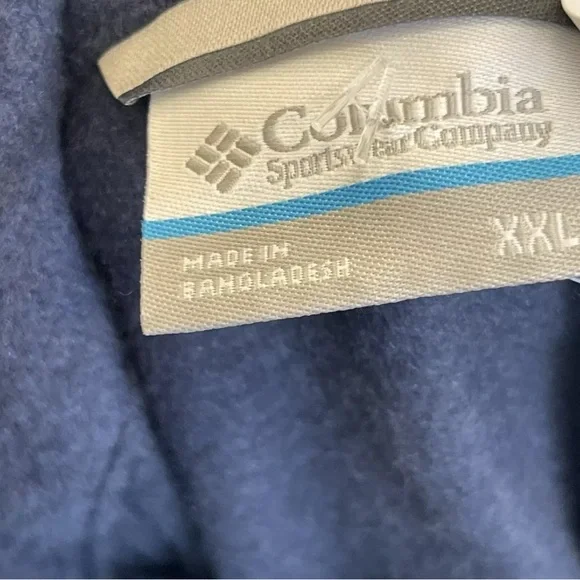 Columbia
Sportswear Company
XXL
MADE IN
BANGLADESH